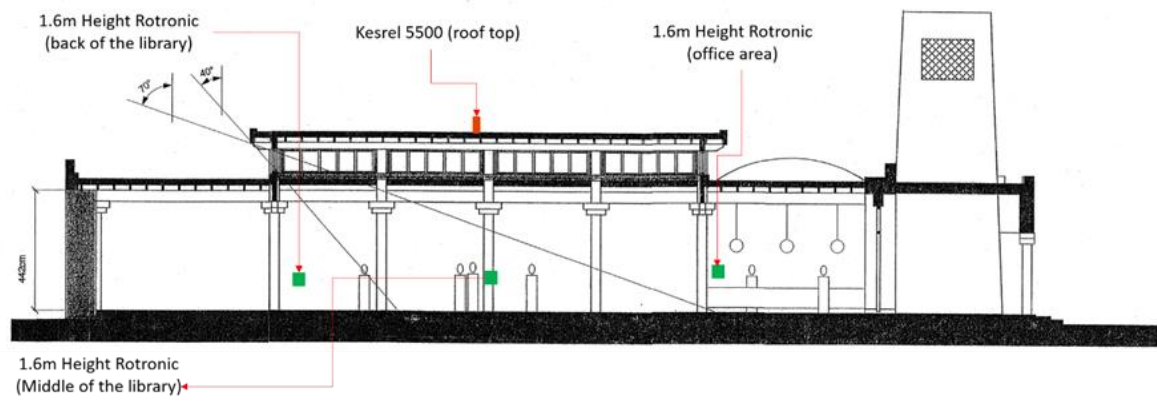 1.6m Height Rotronic
(back of the library)
Kesrel 5500 (roof top)
1.6m Height Rotronic
(office area)
70°
40°
442cm
1.6m Height Rotronic
(Middle of the library)